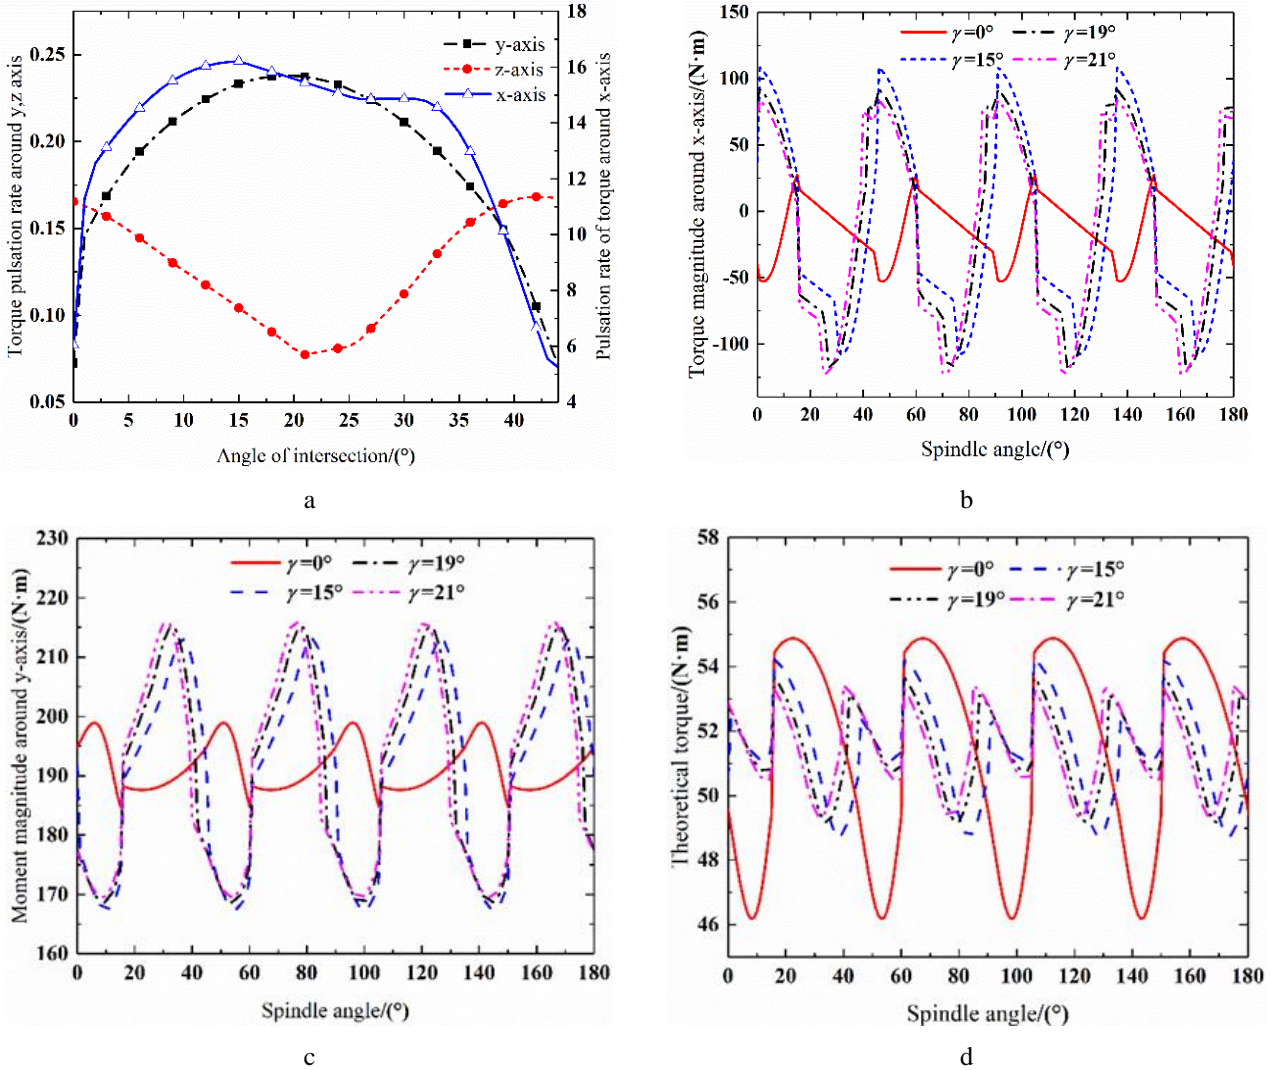 18
16
14
12
10
8
6
4
0.25
0.20
0.15
0.10
0.05
0
5
10
15
20
25
30
35
40
Torque pulsation rate around y,z axis
Pulsation rate of torque around x-axis
y-axis
z-axis
x-axis
Angle of intersection/(°)
a
150
100
50
0
-50
-100
0
20
40
60
80
100
120
140
160
180
Torque magnitude around x-axis/(N·m)
γ=0°
γ=19°
γ=15°
γ=21°
Spindle angle/(°)
b
230
220
210
200
190
180
170
160
0
20
40
60
80
100
120
140
160
180
Moment magnitude around y-axis/(N·m)
γ=0°
γ=19°
γ=15°
γ=21°
Spindle angle/(°)
c
58
56
54
52
50
48
46
0
20
40
60
80
100
120
140
160
180
Theoretical torque/(N·m)
γ=0°
γ=15°
γ=19°
γ=21°
Spindle angle/(°)
d